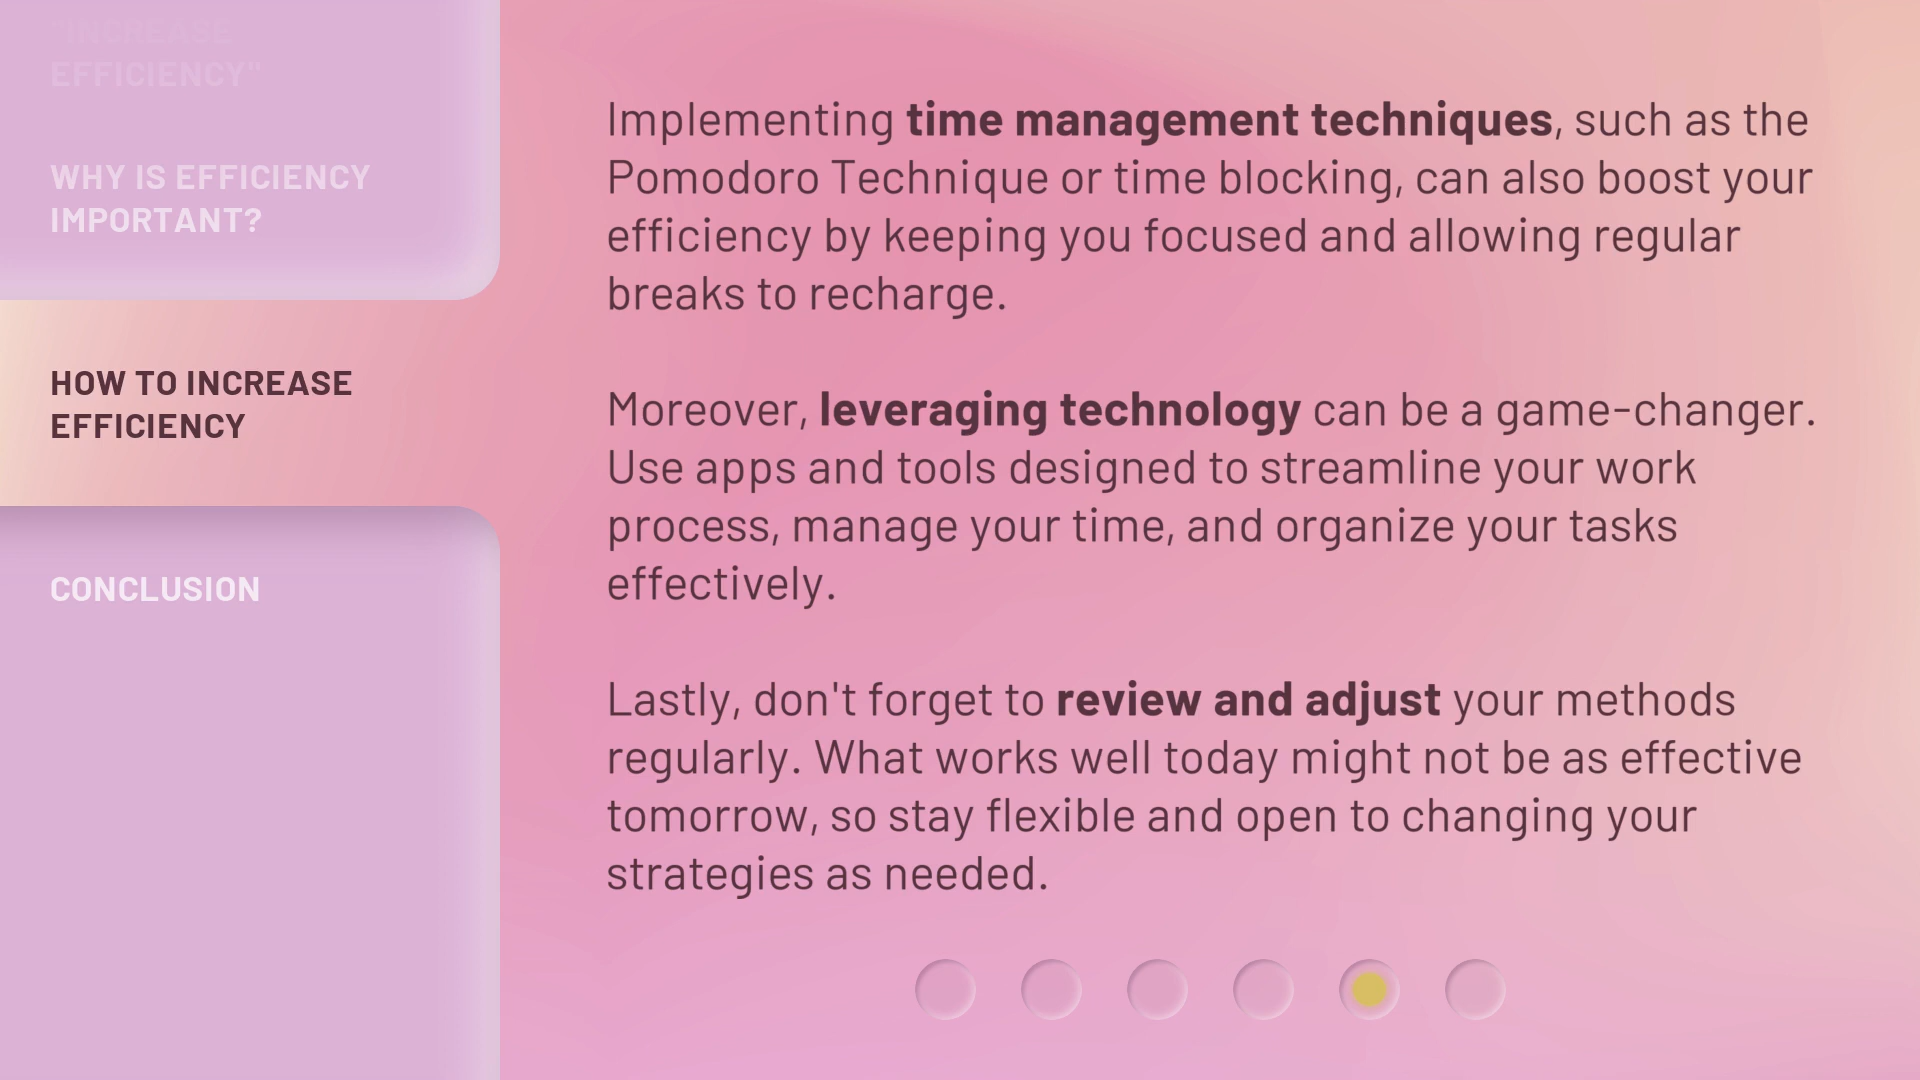 INCREASE
EFFICIENCY"
WHY IS EFFICIENCY
IMPORTANT?
HOW TO INCREASE
EFFICIENCY
CONCLUSION
Implementing time management techniques, such as the
Pomodoro Technique or time blocking, can also boost your
efficiency by keeping you focused and allowing regular
breaks to recharge.
Moreover, leveraging technology can be a game-changer.
Use apps and tools designed to streamline your work
process, manage your time, and organize your tasks
effectively.
Lastly, don't forget to review and adjust your methods
regularly. What works well today might not be as effective
tomorrow, so stay flexible and open to changing your
strategies as needed.